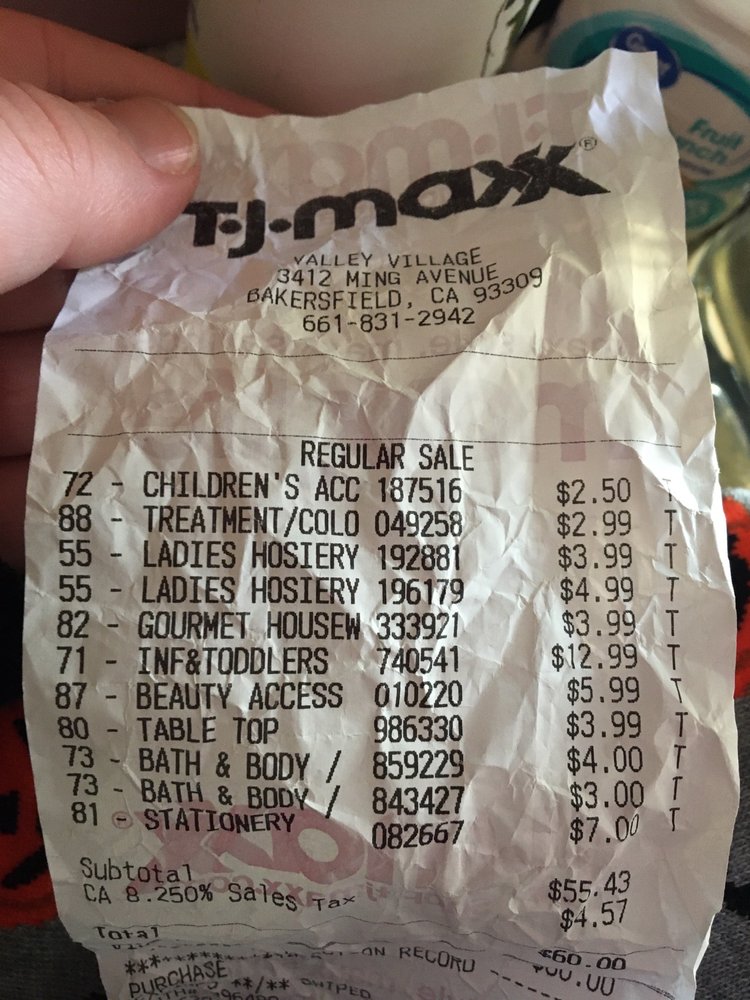 T·J·maxx®
VALLEY VILLAGE
3412 MING AVENUE
BAKERSFIELD, CA 93309
661-831-2942
REGULAR SALE
72 - CHILDREN'S ACC 187516 $2.50 T
88 - TREATMENT/COLO 049258 $2.99 T
55 - LADIES HOSIERY 192881 $3.99 T
55 - LADIES HOSIERY 196179 $4.99 T
82 - GOURMET HOUSEW 333921 $3.99 T
71 - INF&TODDLERS 740541 $12.99 T
87 - BEAUTY ACCESS 010220 $5.99 T
80 - TABLE TOP 986330 $3.99 T
73 - BATH & BODY / 859229 $4.00 T
73 - BATH & BODY / 843427 $3.00 T
81 - STATIONERY 082667 $7.00 T
Subtotal $55.43
CA 8.250% Sales Tax $4.57
Total $60.00
ON RECORD
PURCHASE
**/** SWIPED
Fruit